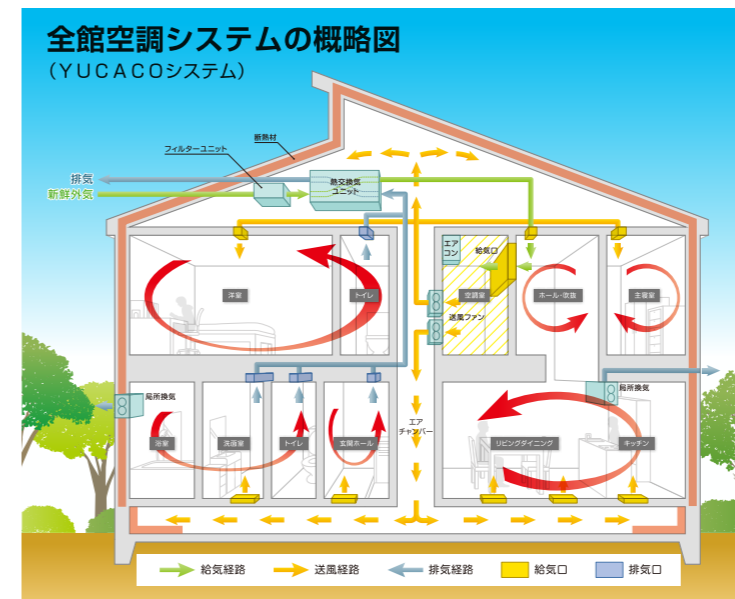 全館空調システムの概略図
（ＹＵＣＡＣＯシステム）
断熱材
フィルターユニット
排気
新鮮外気
熱交換気
ユニット
エア
コン
給気口
洋室
トイレ
空調室
ホール・吹抜
主寝室
送風ファン
局所換気
局所換気
エア
チャンバー
浴室
洗面室
トイレ
玄関ホール
リビングダイニング
キッチン
給気経路
送風経路
排気経路
給気口
排気口